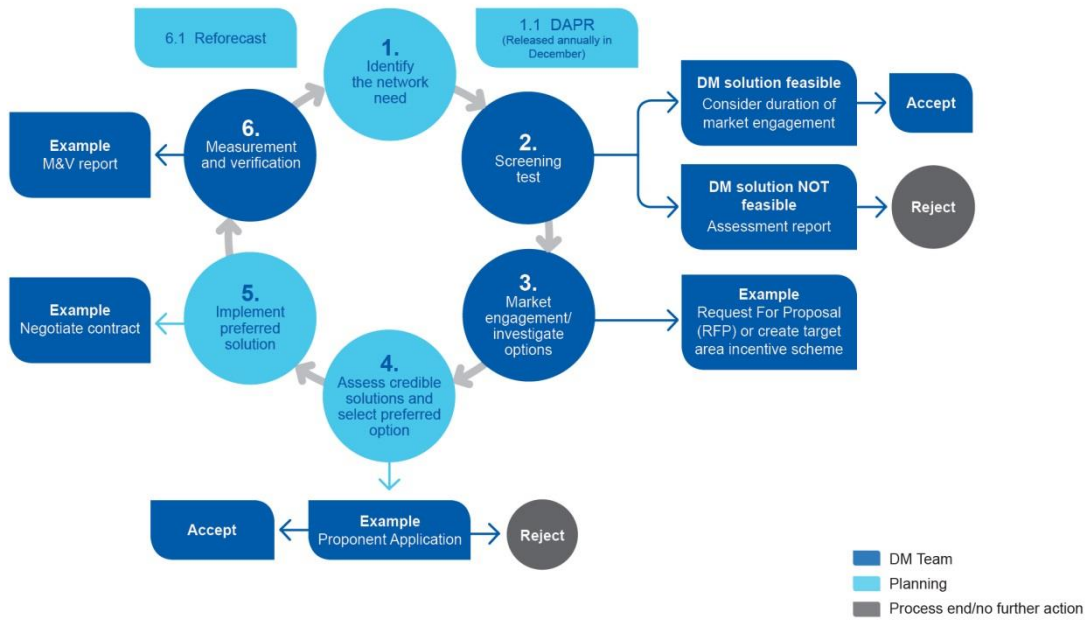 6.1 Reforecast
1.
Identify
the network
need
1.1 DAPR
(Released annually in
December)
2.
Screening
test
DM solution feasible
Consider duration of
market engagement
Accept
DM solution NOT
feasible
Assessment report
Reject
3.
Market
engagement/
investigate
options
Example
Request For Proposal
(RFP) or create target
area incentive scheme
4.
Assess credible
solutions and
select preferred
option
Accept
Example
Proponent Application
Reject
5.
Implement
preferred
solution
Example
Negotiate contract
6.
Measurement
and verification
Example
M&V report
DM Team
Planning
Process end/no further action